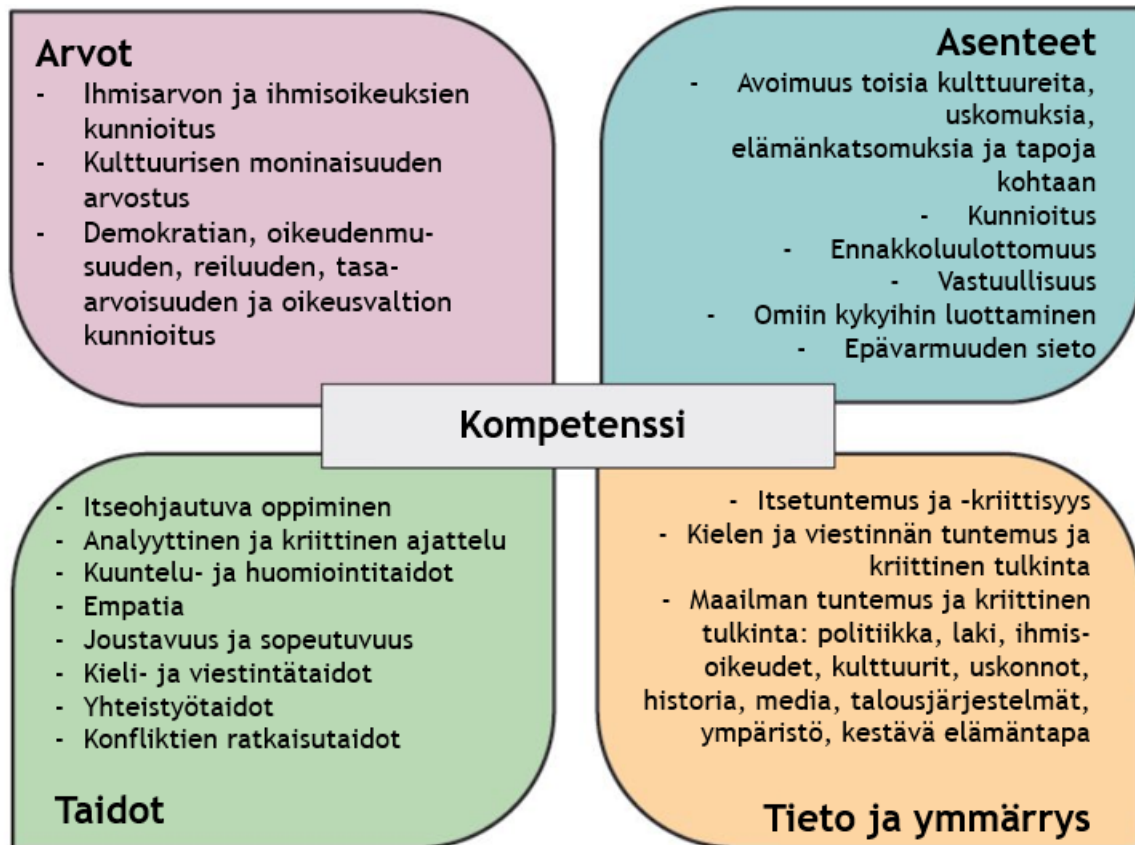 Arvot
- Ihmisarvon ja ihmisoikeuksien
kunnioitus
- Kulttuurisen moninaisuuden
arvostus
- Demokratian, oikeudenmu-
suuden, reiluuden, tasa-
arvoisuuden ja oikeusvaltion
kunnioitus
Asenteet
- Avoimuus toisia kulttuureita,
uskomuksia,
elämänkatsomuksia ja tapoja
kohtaan
- Kunnioitus
- Ennakkoluulottomuus
- Vastuullisuus
- Omiin kykyihin luottaminen
- Epävarmuuden sieto
Kompetenssi
- Itseohjautuva oppiminen
- Analyyttinen ja kriittinen ajattelu
- Kuuntelu- ja huomiointitaidot
- Empatia
- Joustavuus ja sopeutuvuus
- Kieli- ja viestintätaidot
- Yhteistyötaidot
- Konfliktien ratkaisutaidot
Taidot
- Itsetuntemus ja -kriittisyys
- Kielen ja viestinnän tuntemus ja
kriittinen tulkinta
- Maailman tuntemus ja kriittinen
tulkinta: politiikka, laki, ihmis-
oikeudet, kulttuurit, uskonnot,
historia, media, talousjärjestelmät,
ympäristö, kestävä elämäntapa
Tieto ja ymmärrys